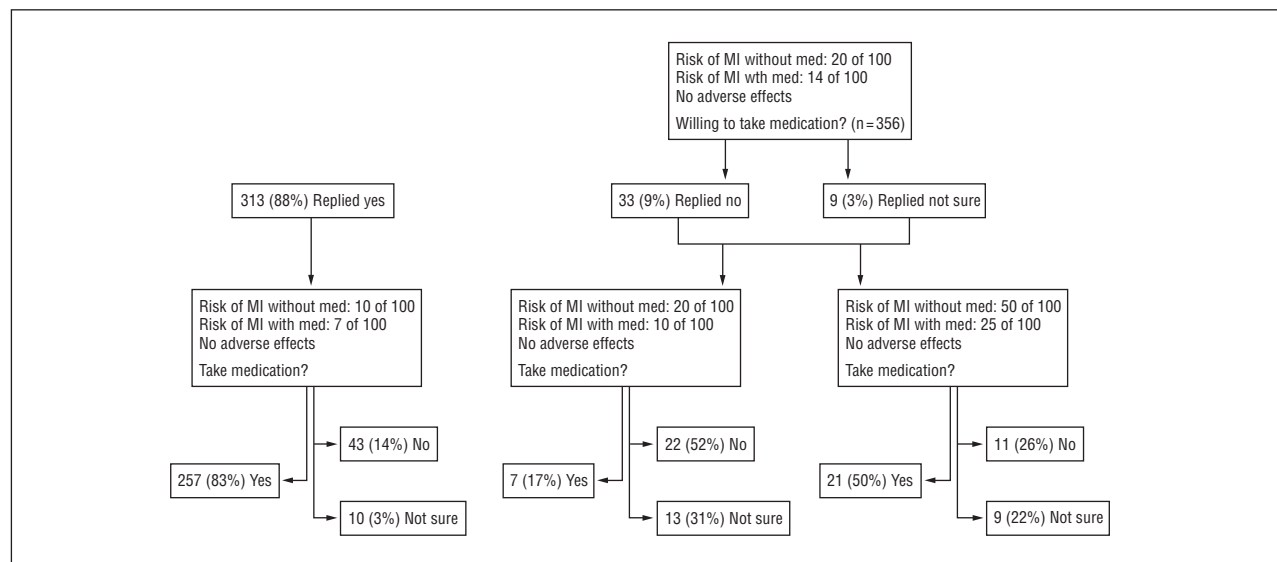 Risk of MI without med: 20 of 100
Risk of MI wth med: 14 of 100
No adverse effects
Willing to take medication? (n=356)
313 (88%) Replied yes
33 (9%) Replied no
9 (3%) Replied not sure
Risk of MI without med: 10 of 100
Risk of MI with med: 7 of 100
No adverse effects
Take medication?
Risk of MI without med: 20 of 100
Risk of MI with med: 10 of 100
No adverse effects
Take medication?
Risk of MI without med: 50 of 100
Risk of MI with med: 25 of 100
No adverse effects
Take medication?
43 (14%) No
257 (83%) Yes
10 (3%) Not sure
22 (52%) No
7 (17%) Yes
13 (31%) Not sure
11 (26%) No
21 (50%) Yes
9 (22%) Not sure